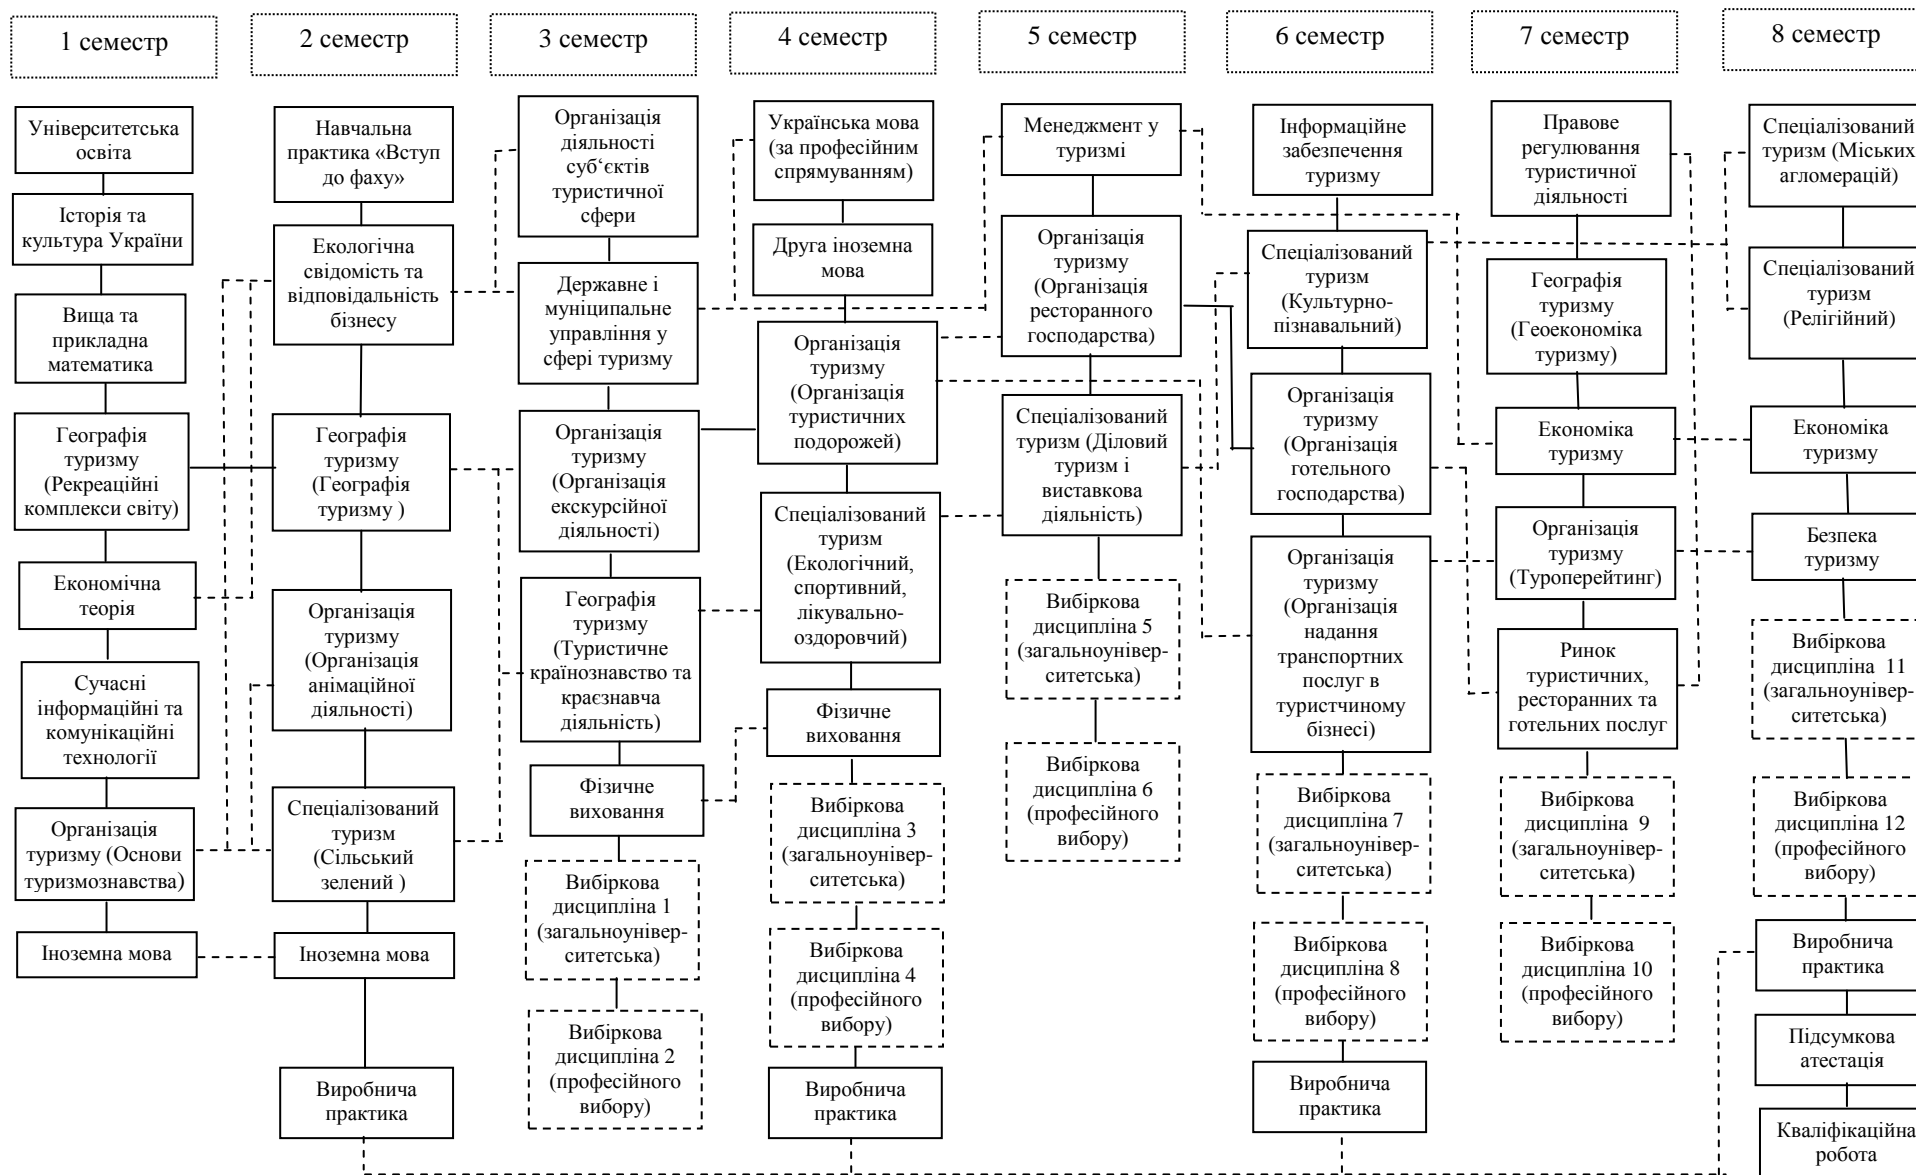 1 семестр
2 семестр
3 семестр
4 семестр
5 семестр
6 семестр
7 семестр
8 семестр
Університетська
освіта
Історія та
культура України
Вища та
прикладна
математика
Географія
туризму
(Рекреаційні
комплекси світу)
Економічна
теорія
Сучасні
інформаційні та
комунікаційні
технології
Організація
туризму (Основи
туризмознавства)
Іноземна мова
Навчальна
практика «Вступ
до фаху»
Екологічна
свідомість та
відповідальність
бізнесу
Географія
туризму
(Географія
туризму )
Організація
туризму
(Організація
анімаційної
діяльності)
Спеціалізований
туризм
(Сільський
зелений )
Іноземна мова
Виробнича
практика
Організація
діяльності
суб‘єктів
туристичної
сфери
Державне і
муніципальне
управління у
сфері туризму
Організація
туризму
(Організація
екскурсійної
діяльності)
Географія
туризму
(Туристичне
країнознавство та
краєзнавча
діяльність)
Фізичне
виховання
Вибіркова
дисципліна 1
(загальноунівер-
ситетська)
Вибіркова
дисципліна 2
(професійного
вибору)
Українська мова
(за професійним
спрямуванням)
Друга іноземна
мова
Організація
туризму
(Організація
туристичних
подорожей)
Спеціалізований
туризм
(Екологічний,
спортивний,
лікувально-
оздоровчий)
Фізичне
виховання
Вибіркова
дисципліна 3
(загальноунівер-
ситетська)
Вибіркова
дисципліна 4
(професійного
вибору)
Виробнича
практика
Менеджмент у
туризмі
Організація
туризму
(Організація
ресторанного
господарства)
Спеціалізований
туризм (Діловий
туризм і
виставкова
діяльність)
Вибіркова
дисципліна 5
(загальноунівер-
ситетська)
Вибіркова
дисципліна 6
(професійного
вибору)
Інформаційне
забезпечення
туризму
Спеціалізований
туризм
(Культурно-
пізнавальний)
Організація
туризму
(Організація
готельного
господарства)
Організація
туризму
(Організація
надання
транспортних
послуг в
туристчиному
бізнесі)
Вибіркова
дисципліна 7
(загальноунівер-
ситетська)
Вибіркова
дисципліна 8
(професійного
вибору)
Виробнича
практика
Правове
регулювання
туристичної
діяльності
Географія
туризму
(Геоекономіка
туризму)
Економіка
туризму
Організація
туризму
(Туроперейтинг)
Ринок
туристичних,
ресторанних та
готельних послуг
Вибіркова
дисципліна 9
(загальноунівер-
ситетська)
Вибіркова
дисципліна 10
(професійного
вибору)
Спеціалізований
туризм (Міських
агломерацій)
Спеціалізований
туризм
(Релігійний)
Економіка
туризму
Безпека
туризму
Вибіркова
дисципліна 11
(загальноунівер-
ситетська)
Вибіркова
дисципліна 12
(професійного
вибору)
Виробнича
практика
Підсумкова
атестація
Кваліфікаційна
робота